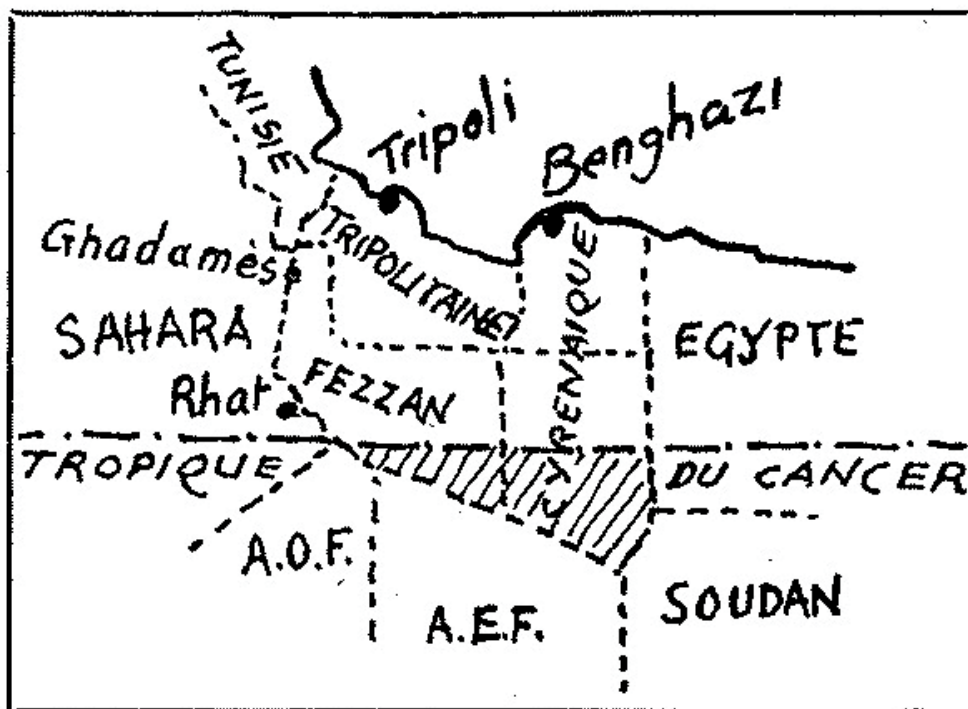 TUNISIE
Tripoli
Benghazi
Ghadamès
TRIPOLITAINE
CYRENAIQUE
SAHARA
EGYPTE
FEZZAN
Rhat
TROPIQUE DU CANCER
A.O.F.
A.E.F.
SOUDAN